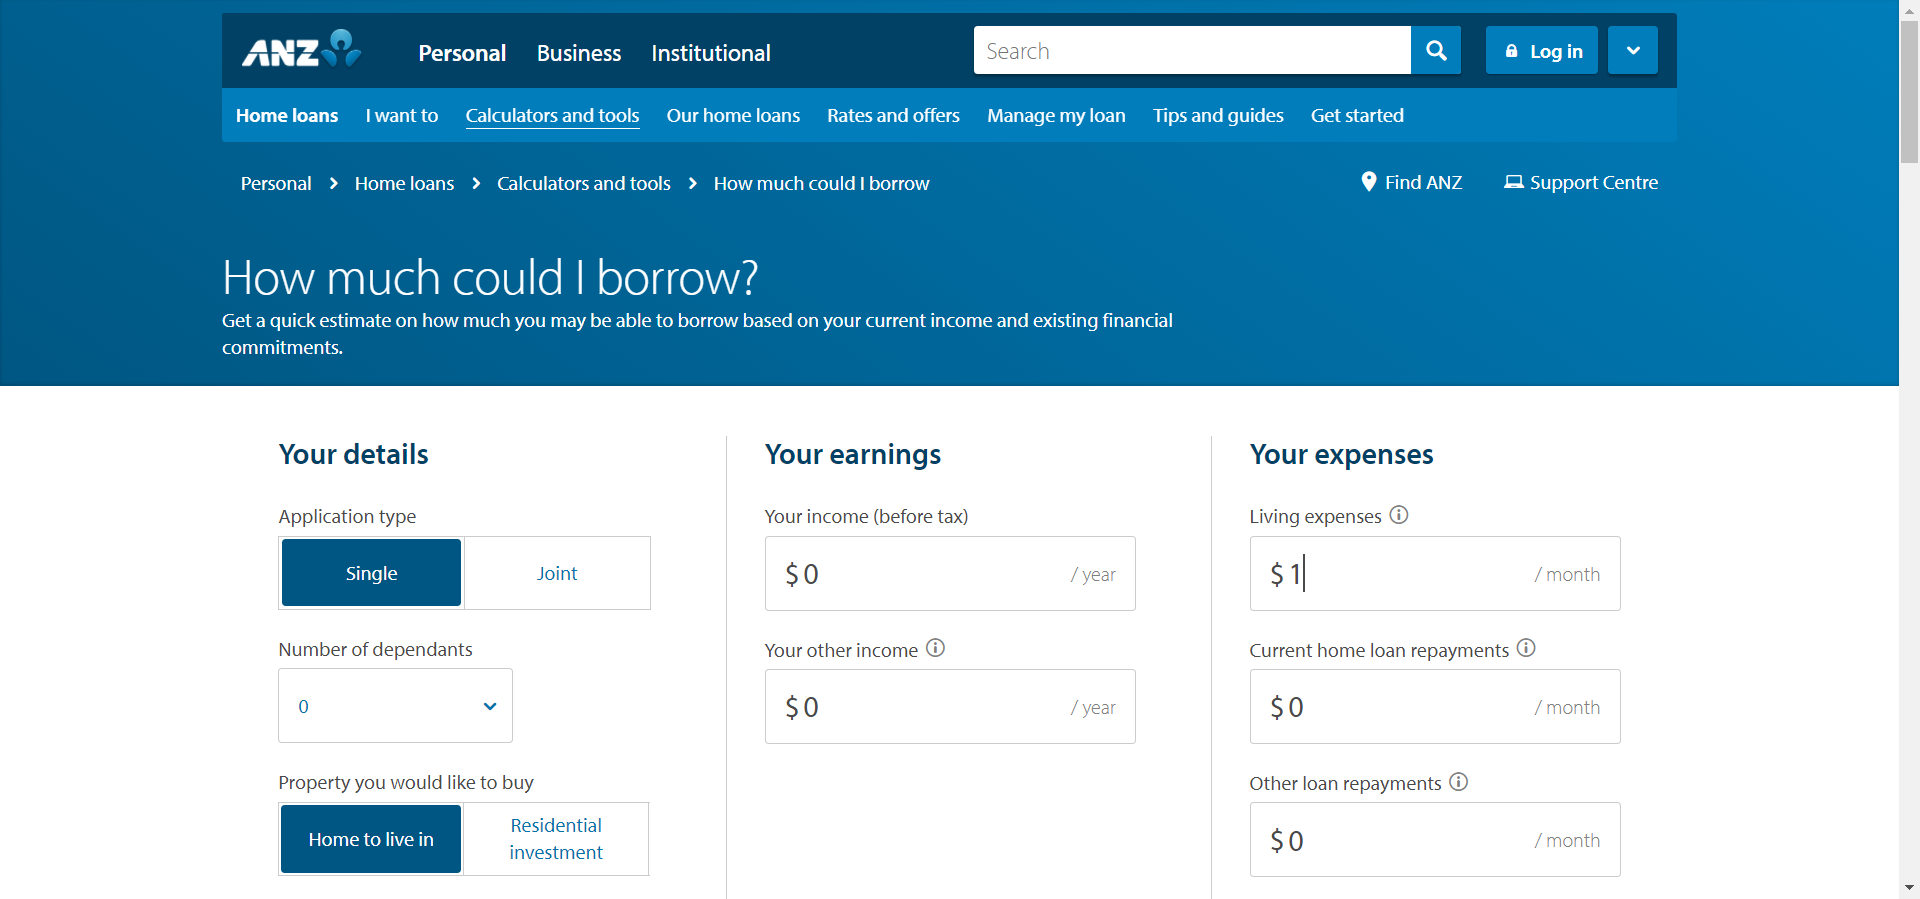 ANZ
Personal Business Institutional
Search
Log in
Home loans I want to Calculators and tools Our home loans Rates and offers Manage my loan Tips and guides Get started
Personal Home loans Calculators and tools How much could I borrow
Find ANZ Support Centre
How much could I borrow?
Get a quick estimate on how much you may be able to borrow based on your current income and existing financial
commitments.
Your details
Application type
Single Joint
Number of dependants
0
Property you would like to buy
Home to live in
Residential
investment
Your earnings
Your income (before tax)
$ 0 / year
Your other income
$ 0 / year
Your expenses
Living expenses
$ 1 / month
Current home loan repayments
$ 0 / month
Other loan repayments
$ 0 / month